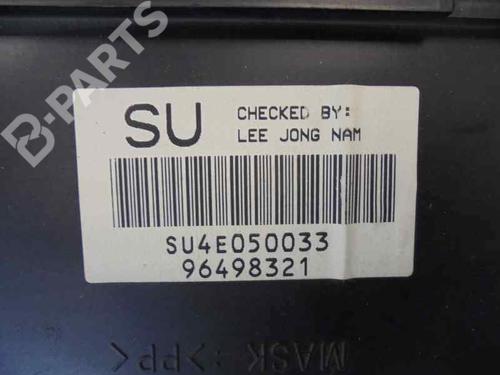 B-PARTS
SU
CHECKED BY:
LEE JONG NAM
SU4E050033
96498321
MASK: >PP<